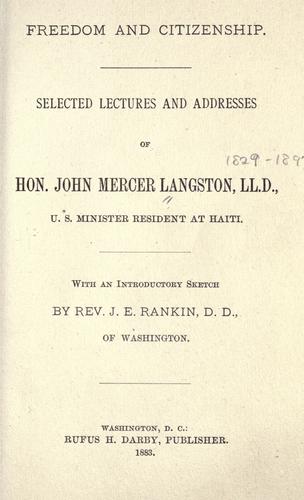 FREEDOM AND CITIZENSHIP.
SELECTED LECTURES AND ADDRESSES
OF
1829-189
HON. JOHN MERCER LANGSTON, LL.D.,
U. S. MINISTER RESIDENT AT HAITI.
WITH AN INTRODUCTORY SKETCH
BY REV. J. E. RANKIN, D. D.,
OF WASHINGTON.
WASHINGTON, D. C.:
RUFUS H. DARBY, PUBLISHER.
1883.